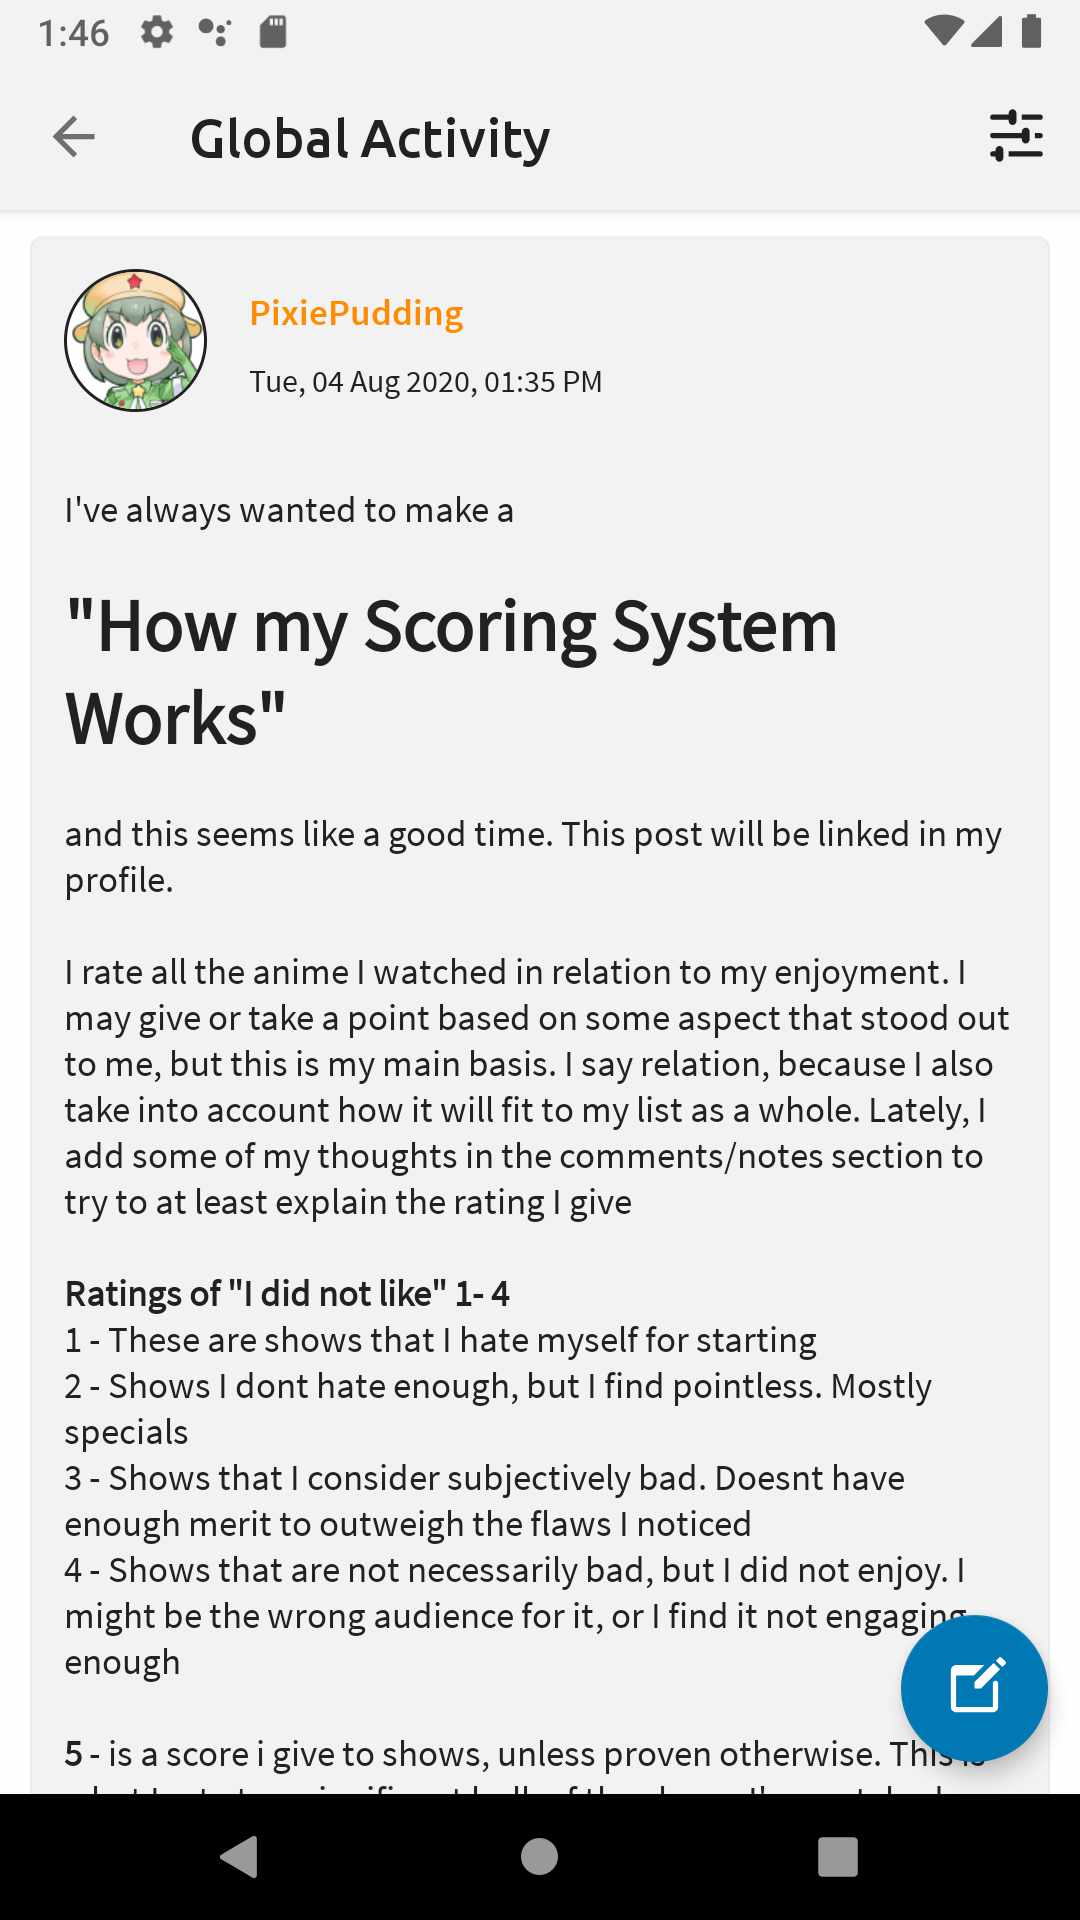 1:46
Global Activity
PixiePudding
Tue, 04 Aug 2020, 01:35 PM
I've always wanted to make a
"How my Scoring System
Works"
and this seems like a good time. This post will be linked in my
profile.
I rate all the anime I watched in relation to my enjoyment. I
may give or take a point based on some aspect that stood out
to me, but this is my main basis. I say relation, because I also
take into account how it will fit to my list as a whole. Lately, I
add some of my thoughts in the comments/notes section to
try to at least explain the rating I give
Ratings of "I did not like" 1- 4
1 - These are shows that I hate myself for starting
2 - Shows I dont hate enough, but I find pointless. Mostly
specials
3 - Shows that I consider subjectively bad. Doesnt have
enough merit to outweigh the flaws I noticed
4 - Shows that are not necessarily bad, but I did not enjoy. I
might be the wrong audience for it, or I find it not engaging
enough
5 - is a score i give to shows, unless proven otherwise. This is